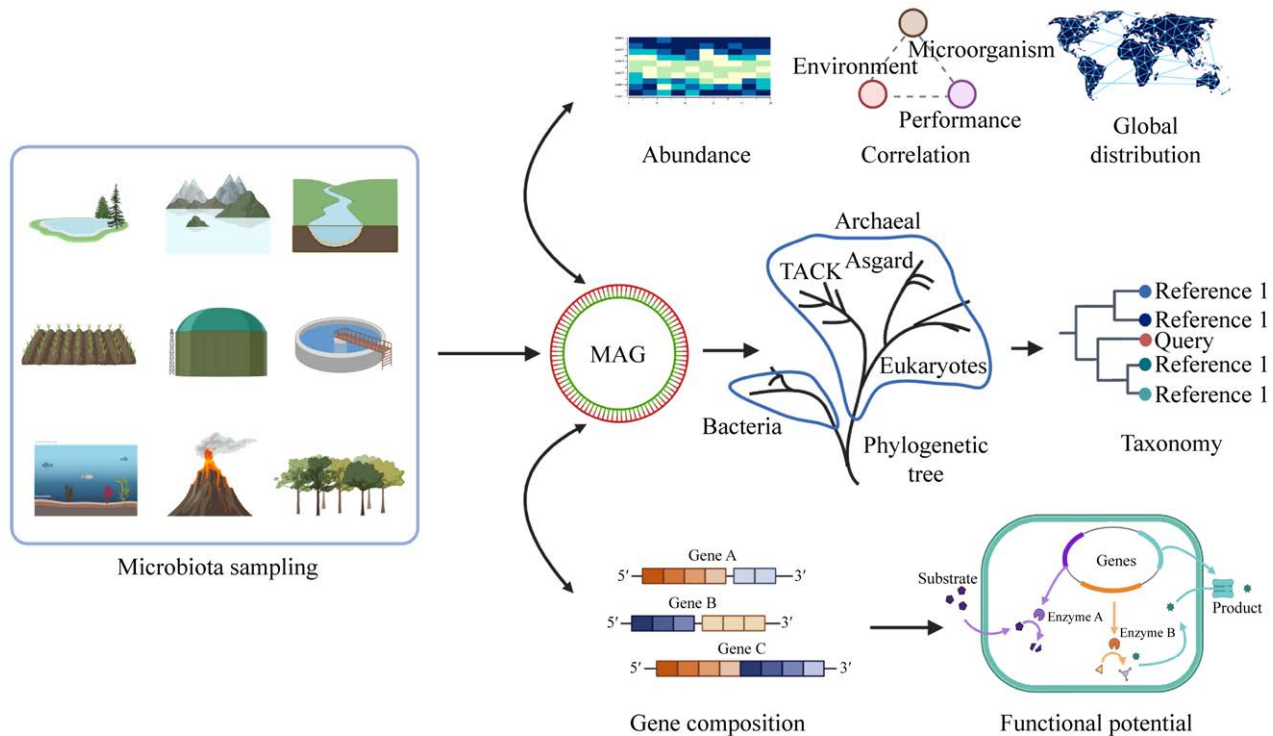 Microorganism
Environment
Performance
Abundance
Correlation
Global
distribution
Microbiota sampling
MAG
Archaeal
Asgard
TACK
Eukaryotes
Bacteria
Phylogenetic
tree
Reference 1
Reference 1
Query
Reference 1
Reference 1
Taxonomy
Gene A
5′ 3′
Gene B
5′ 3′
Gene C
5′ 3′
Gene composition
Substrate
Genes
Enzyme A
Enzyme B
Product
Functional potential